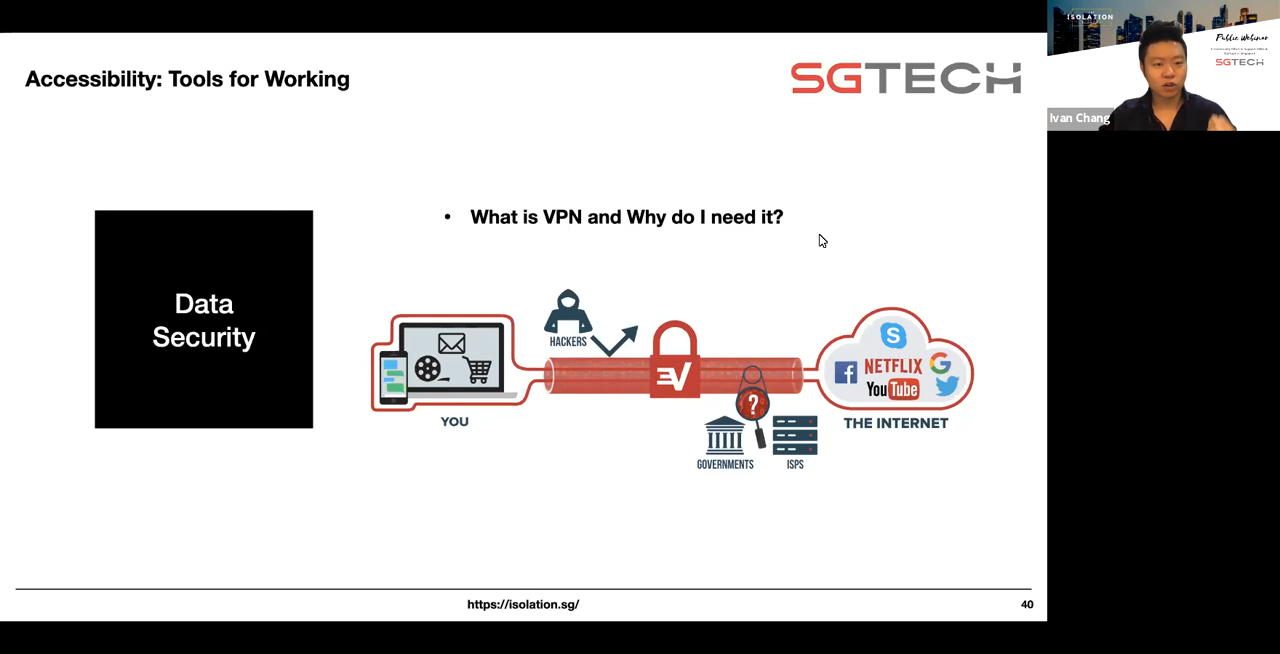 Accessibility: Tools for Working
SGTECH
ISOLATION
Public Webinar
SGTECH
Ivan Chang
Data
Security
• What is VPN and Why do I need it?
HACKERS
YOU
?
GOVERNMENTS
ISPS
S
f
NETFLIX
G
YouTube
THE INTERNET
https://isolation.sg/
40